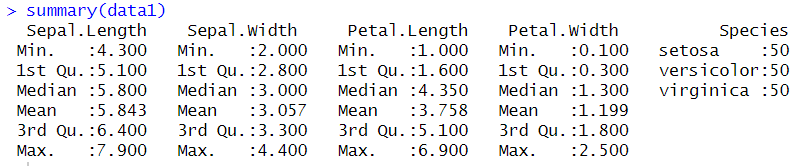 > summary(data1)
  Sepal.Length    Sepal.Width     Petal.Length    Petal.Width          Species
 Min.   :4.300   Min.   :2.000   Min.   :1.000   Min.   :0.100   setosa    :50
 1st Qu.:5.100   1st Qu.:2.800   1st Qu.:1.600   1st Qu.:0.300   versicolor:50
 Median :5.800   Median :3.000   Median :4.350   Median :1.300   virginica :50
 Mean   :5.843   Mean   :3.057   Mean   :3.758   Mean   :1.199
 3rd Qu.:6.400   3rd Qu.:3.300   3rd Qu.:5.100   3rd Qu.:1.800
 Max.   :7.900   Max.   :4.400   Max.   :6.900   Max.   :2.500